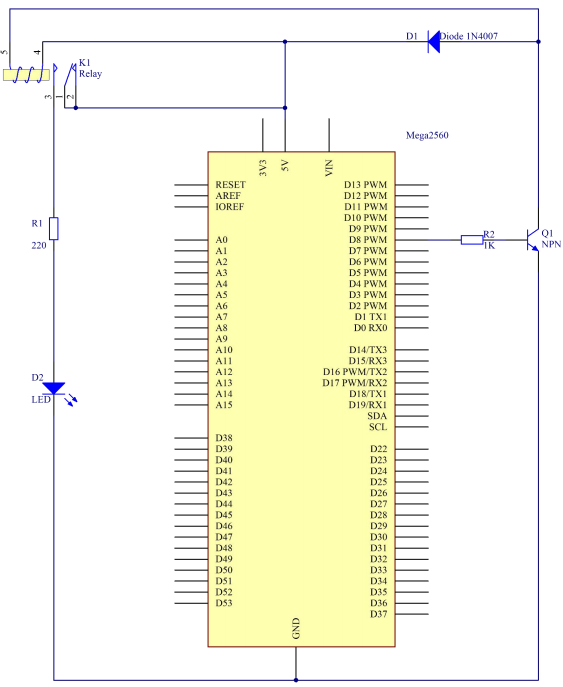 D1
Diode 1N4007
5
4
K1
Relay
3
1
2
Mega2560
3V3
5V
VIN
RESET
AREF
IOREF
A0
A1
A2
A3
A4
A5
A6
A7
A8
A9
A10
A11
A12
A13
A14
A15
D38
D39
D40
D41
D42
D43
D44
D45
D46
D47
D48
D49
D50
D51
D52
D53
D13 PWM
D12 PWM
D11 PWM
D10 PWM
D9 PWM
D8 PWM
D7 PWM
D6 PWM
D5 PWM
D4 PWM
D3 PWM
D2 PWM
D1 TX1
D0 RX0
D14/TX3
D15/RX3
D16 PWM/TX2
D17 PWM/RX2
D18/TX1
D19/RX1
SDA
SCL
D22
D23
D24
D25
D26
D27
D28
D29
D30
D31
D32
D33
D34
D35
D36
D37
GND
R1
220
D2
LED
R2
1K
Q1
NPN